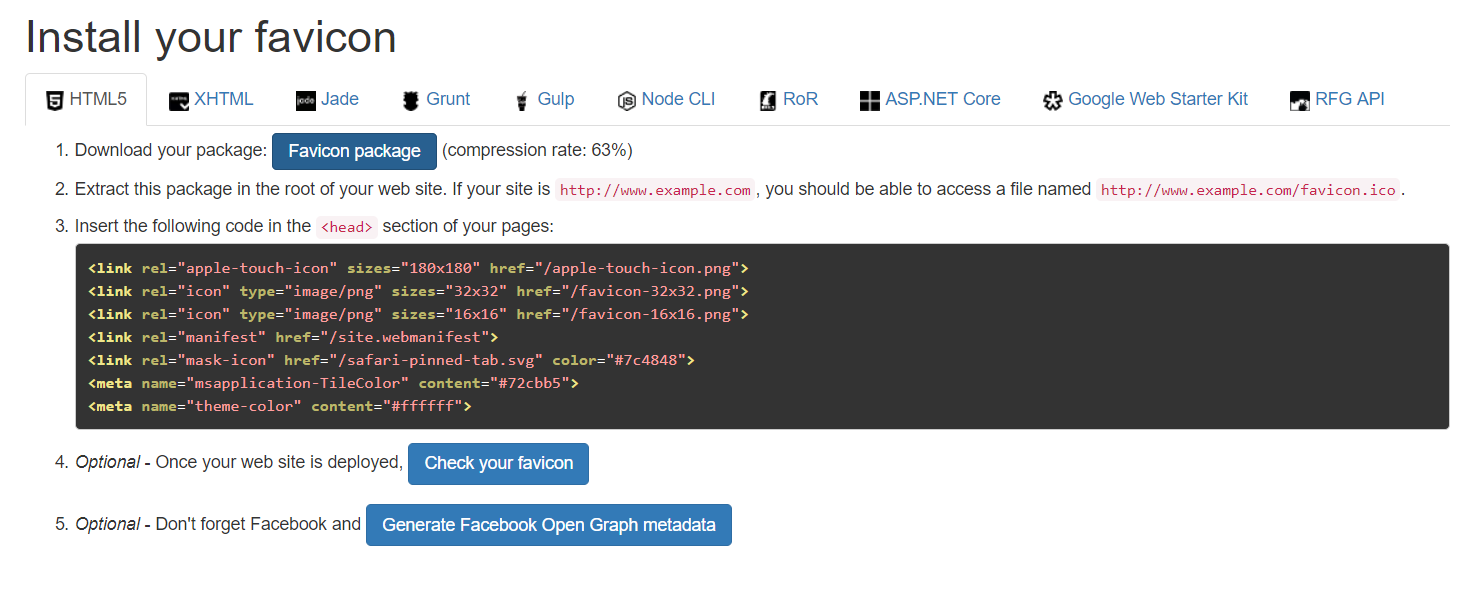 Install your favicon
HTML5 XHTML Jade Grunt Gulp Node CLI RoR ASP.NET Core Google Web Starter Kit RFG API
1. Download your package: Favicon package (compression rate: 63%)
2. Extract this package in the root of your web site. If your site is http://www.example.com, you should be able to access a file named http://www.example.com/favicon.ico.
3. Insert the following code in the <head> section of your pages:
<link rel="apple-touch-icon" sizes="180x180" href="/apple-touch-icon.png">
<link rel="icon" type="image/png" sizes="32x32" href="/favicon-32x32.png">
<link rel="icon" type="image/png" sizes="16x16" href="/favicon-16x16.png">
<link rel="manifest" href="/site.webmanifest">
<link rel="mask-icon" href="/safari-pinned-tab.svg" color="#7c4848">
<meta name="msapplication-TileColor" content="#72cbb5">
<meta name="theme-color" content="#ffffff">
4. Optional - Once your web site is deployed, Check your favicon
5. Optional - Don't forget Facebook and Generate Facebook Open Graph metadata